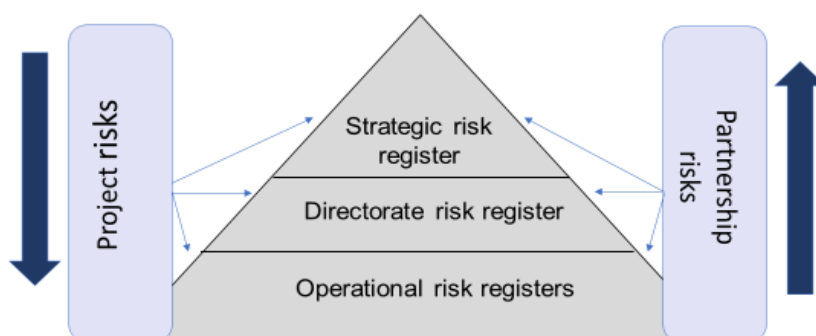 Project risks
Strategic risk
register
Directorate risk register
Operational risk registers
Partnership
risks